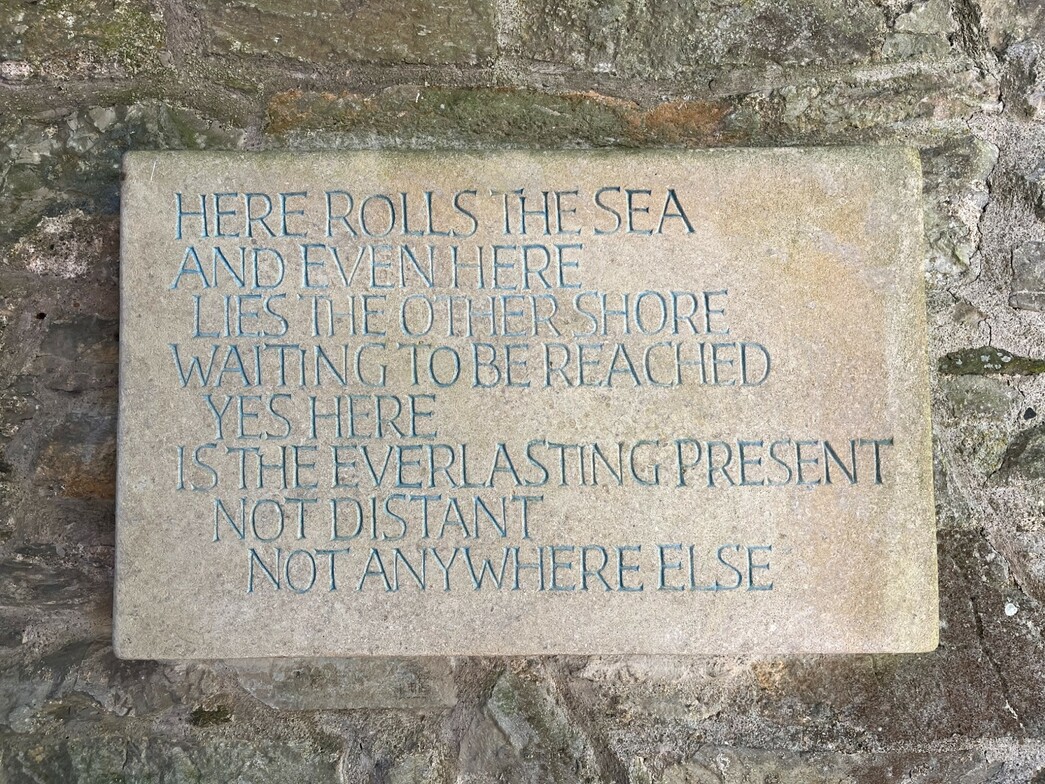 HERE ROLLS THE SEA
AND EVEN HERE
LIES THE OTHER SHORE
WAITING TO BE REACHED
YES HERE
IS THE EVERLASTING PRESENT
NOT DISTANT
NOT ANYWHERE ELSE